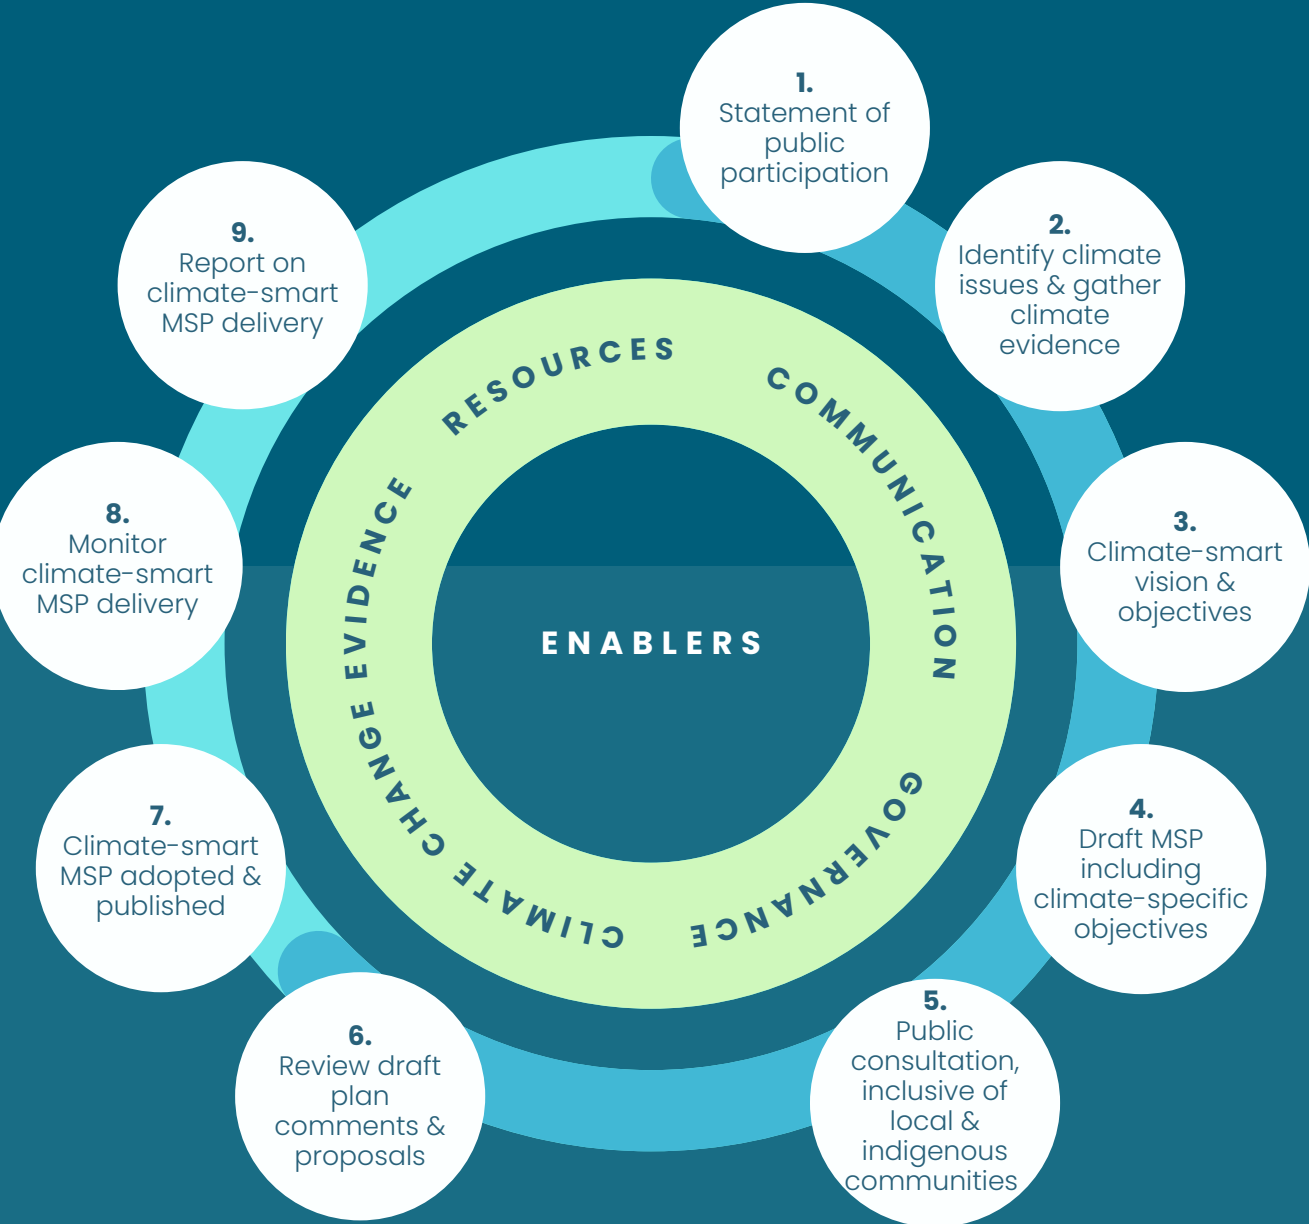 1.
Statement of
public
participation
2.
Identify climate
issues & gather
climate
evidence
3.
Climate-smart
vision &
objectives
4.
Draft MSP
including
climate-specific
objectives
5.
Public
consultation,
inclusive of
local &
indigenous
communities
6.
Review draft
plan
comments &
proposals
7.
Climate-smart
MSP adopted &
published
8.
Monitor
climate-smart
MSP delivery
9.
Report on
climate-smart
MSP delivery
RESOURCES
COMMUNICATION
GOVERNANCE
CLIMATE CHANGE EVIDENCE
ENABLERS